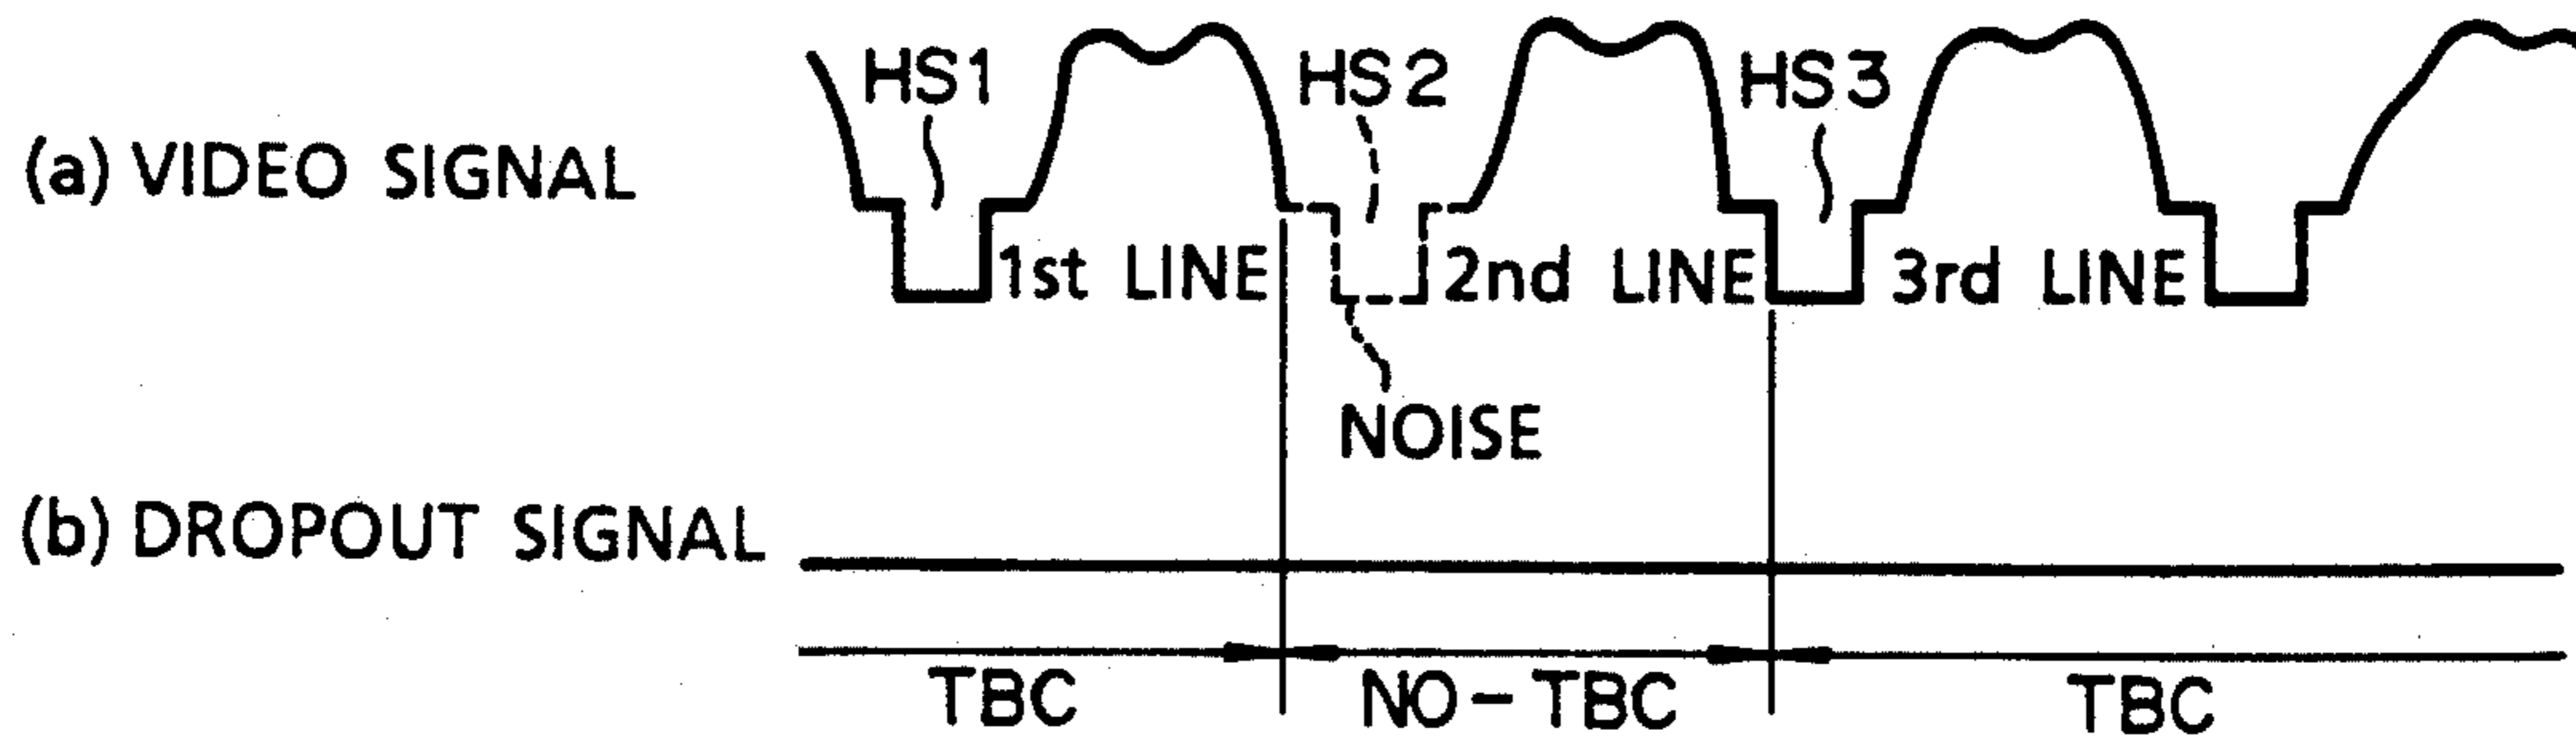 HS1 HS2 HS3
(a) VIDEO SIGNAL
1st LINE 2nd LINE 3rd LINE
NOISE
(b) DROPOUT SIGNAL
TBC NO-TBC TBC